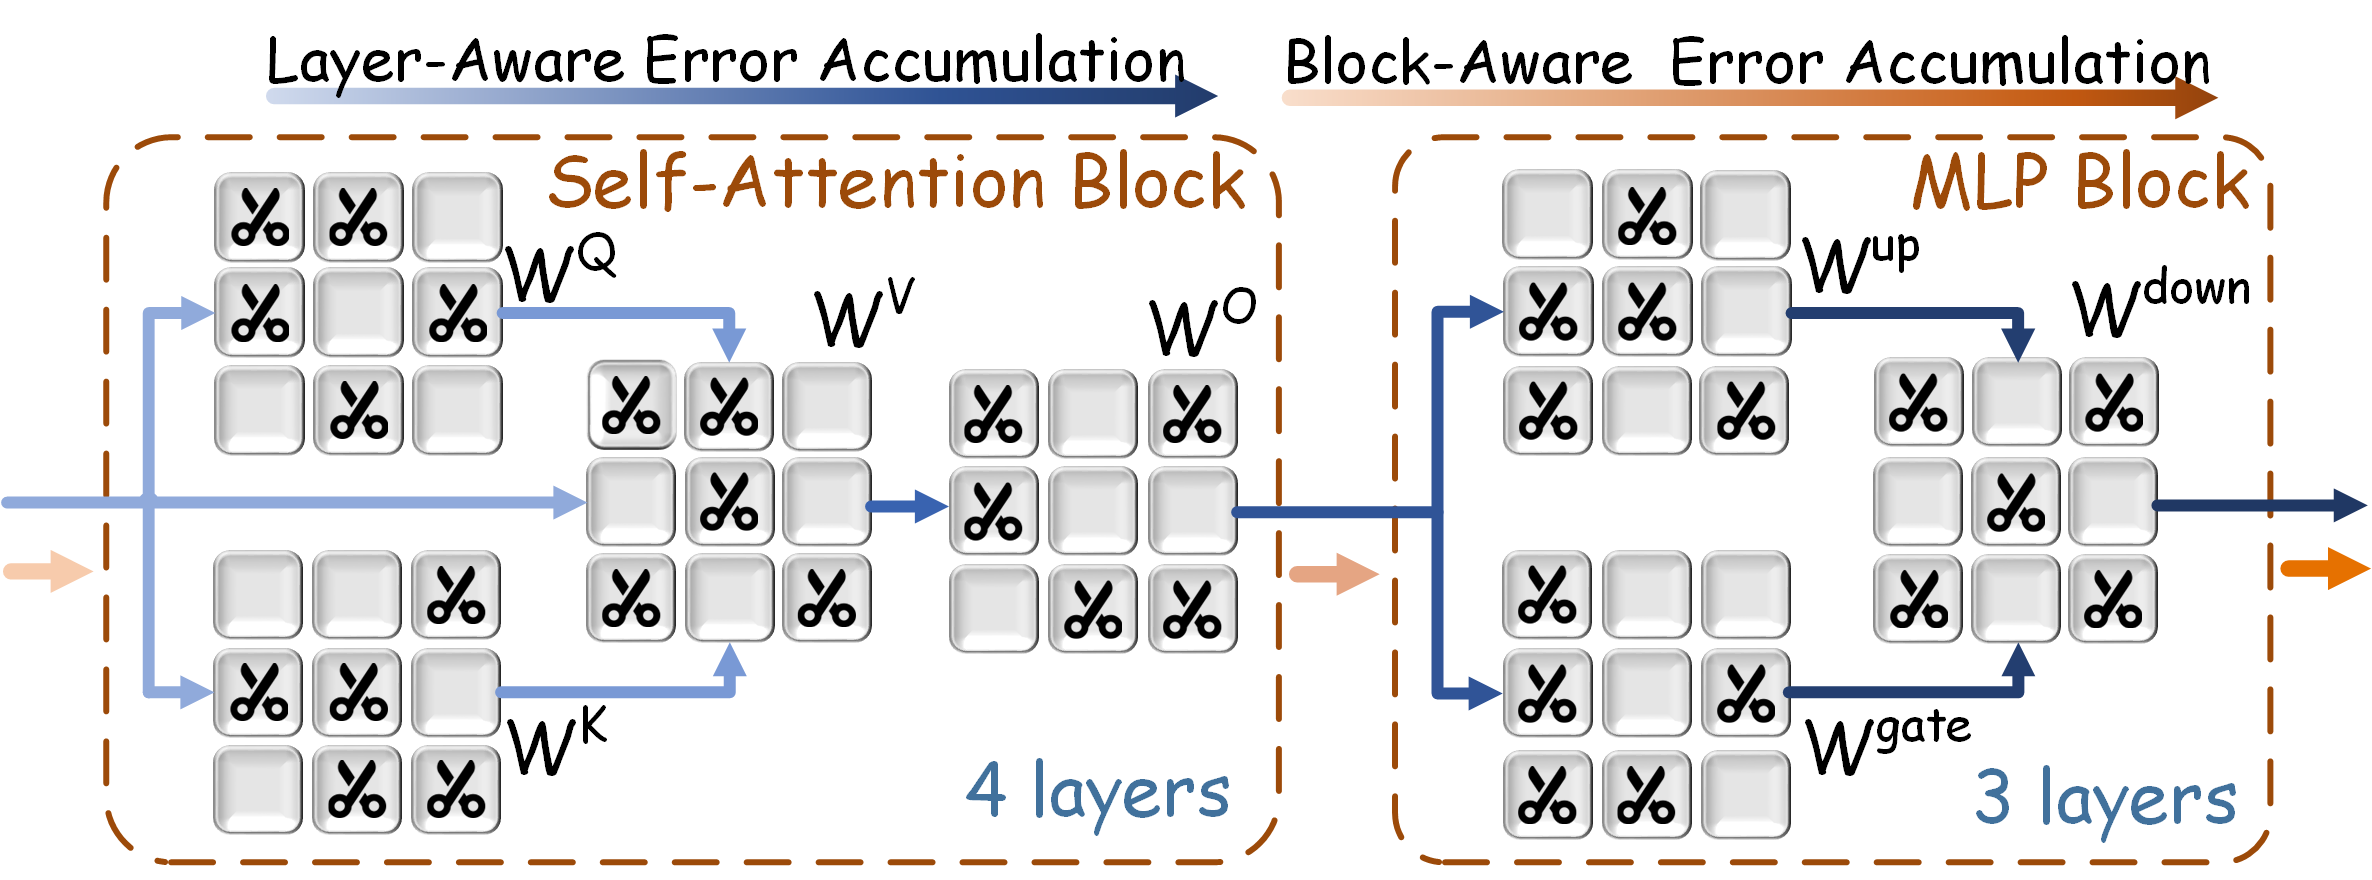 Layer-Aware Error Accumulation
Block-Aware Error Accumulation
Self-Attention Block
W^Q
W^V
W^O
W^K
4 layers
MLP Block
W^up
W^down
W^gate
3 layers